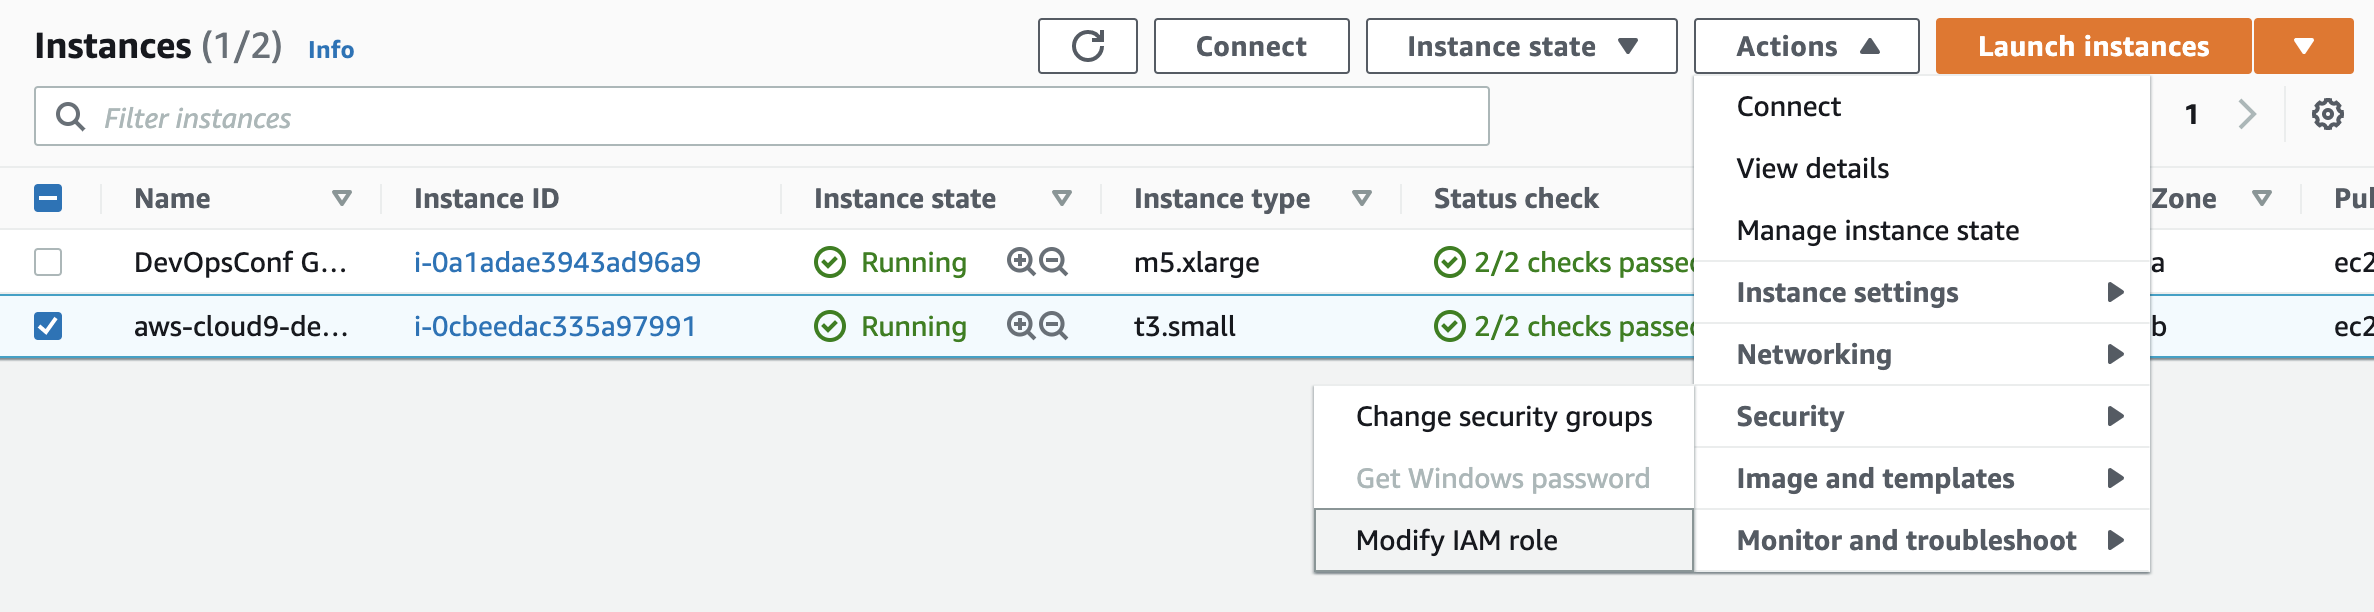 Instances (1/2) Info
Connect
Instance state
Actions
Launch instances
Filter instances
1
Name Instance ID Instance state Instance type Status check Zone
DevOpsConf G... i-0a1adae3943ad96a9 Running m5.xlarge 2/2 checks passed a ec2
aws-cloud9-de... i-0cbeedac335a97991 Running t3.small 2/2 checks passed b ec2
Connect
View details
Manage instance state
Instance settings
Networking
Security
Image and templates
Monitor and troubleshoot
Change security groups
Get Windows password
Modify IAM role